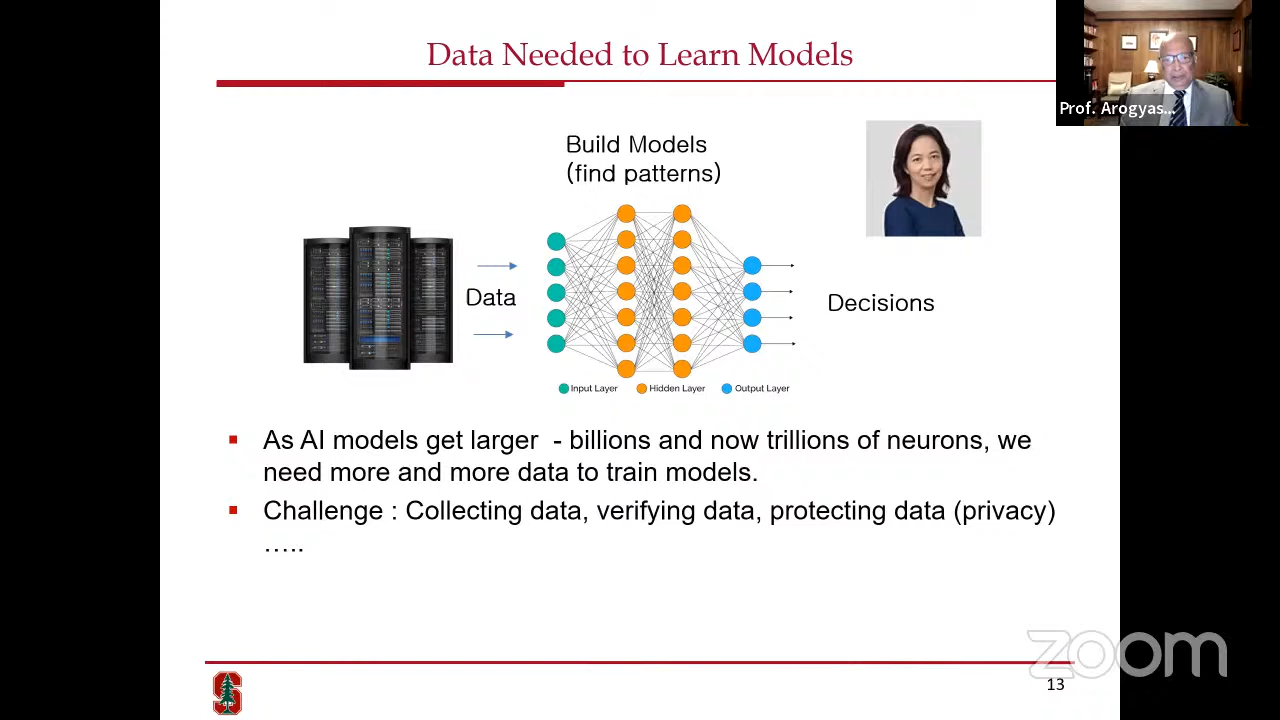 Data Needed to Learn Models
Prof. Arogyas...
Build Models
(find patterns)
Data
Decisions
Input Layer Hidden Layer Output Layer
▪ As AI models get larger - billions and now trillions of neurons, we
need more and more data to train models.
▪ Challenge : Collecting data, verifying data, protecting data (privacy)
…..
zoom
S
13